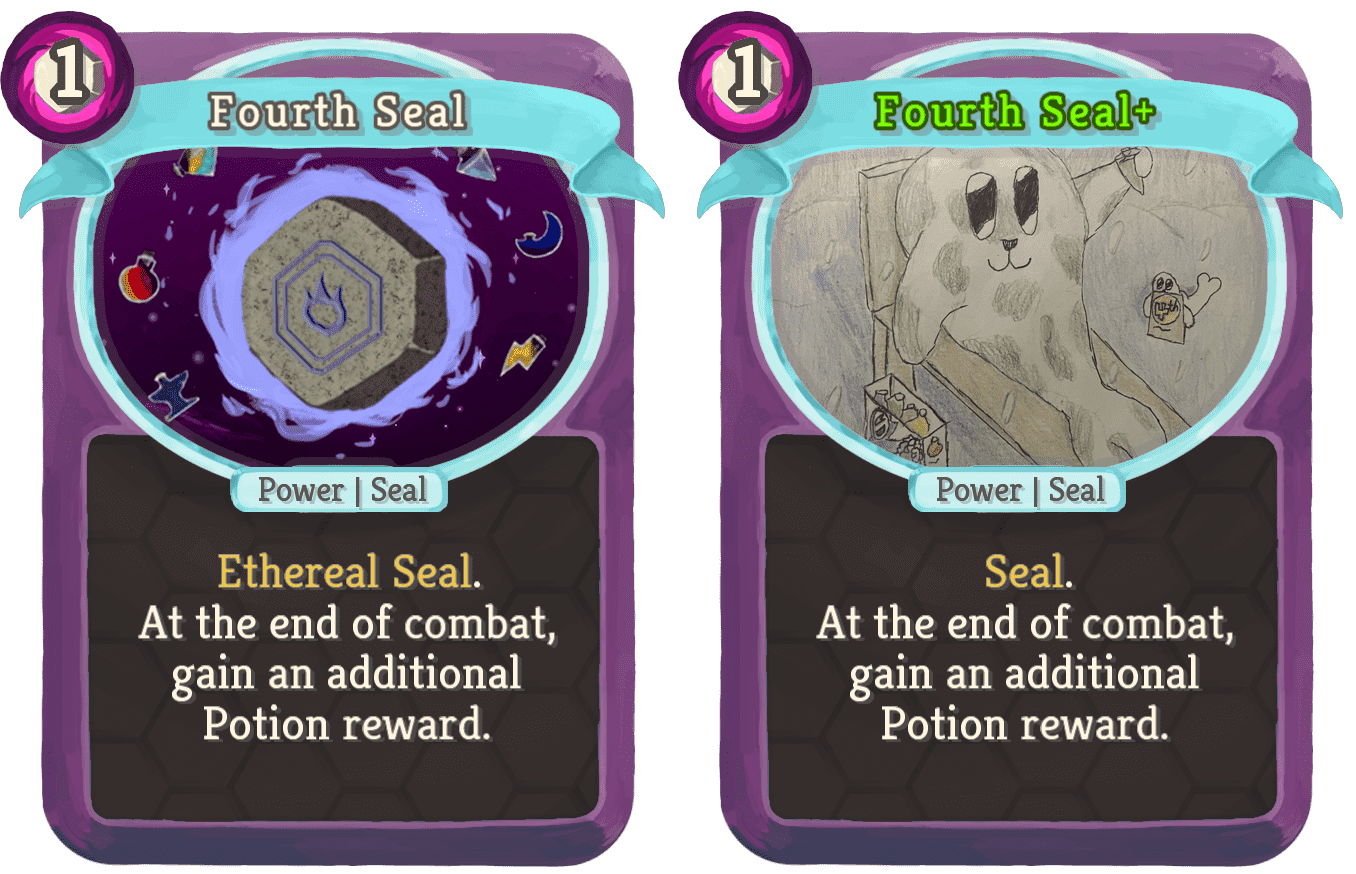 1
Fourth Seal
Power | Seal
Ethereal Seal.
At the end of combat,
gain an additional
Potion reward.
1
Fourth Seal+
Power | Seal
Seal.
At the end of combat,
gain an additional
Potion reward.